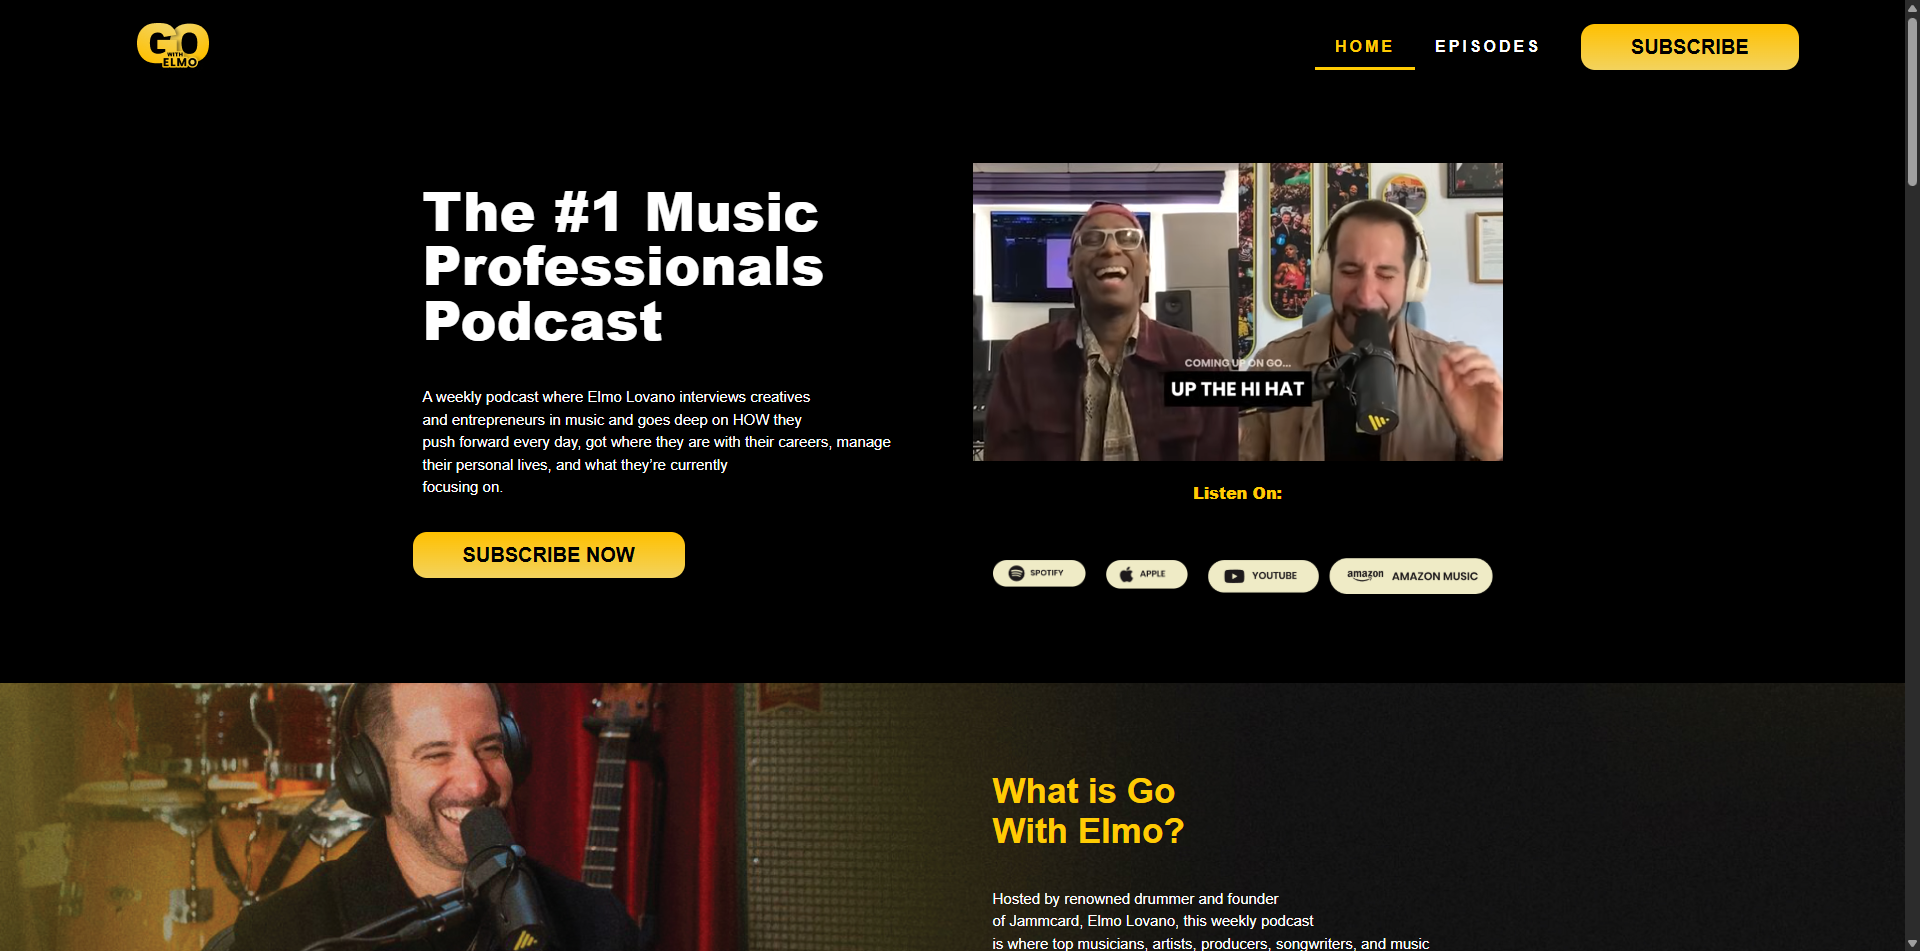 GO
WITH
ELMO
HOME
EPISODES
SUBSCRIBE
The #1 Music
Professionals
Podcast
A weekly podcast where Elmo Lovano interviews creatives
and entrepreneurs in music and goes deep on HOW they
push forward every day, got where they are with their careers, manage
their personal lives, and what they’re currently
focusing on.
SUBSCRIBE NOW
COMING UP ON GO...
UP THE HI HAT
Listen On:
SPOTIFY
APPLE
YOUTUBE
amazon AMAZON MUSIC
What is Go
With Elmo?
Hosted by renowned drummer and founder
of Jammcard, Elmo Lovano, this weekly podcast
is where top musicians, artists, producers, songwriters, and music